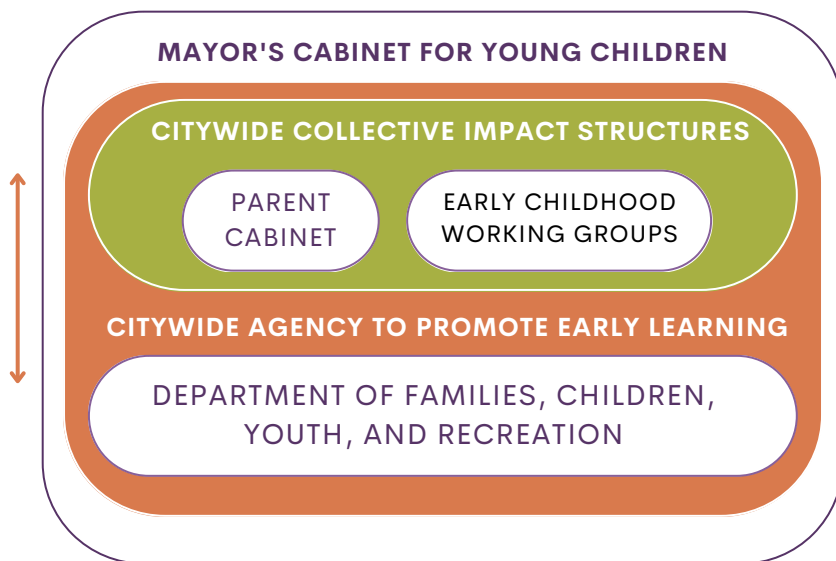 MAYOR'S CABINET FOR YOUNG CHILDREN
CITYWIDE COLLECTIVE IMPACT STRUCTURES
PARENT
CABINET
EARLY CHILDHOOD
WORKING GROUPS
CITYWIDE AGENCY TO PROMOTE EARLY LEARNING
DEPARTMENT OF FAMILIES, CHILDREN,
YOUTH, AND RECREATION